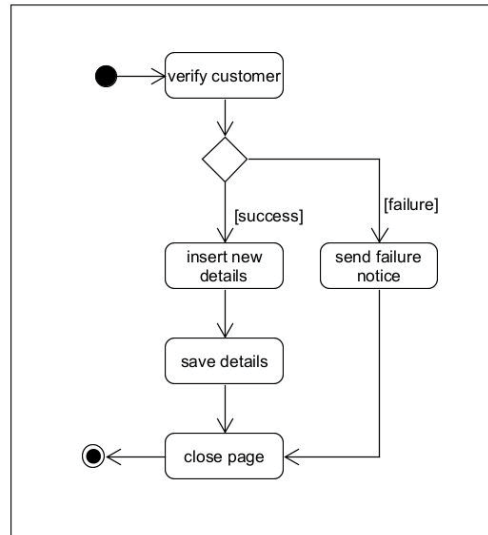 verify customer
[success]
[failure]
insert new
details
send failure
notice
save details
close page